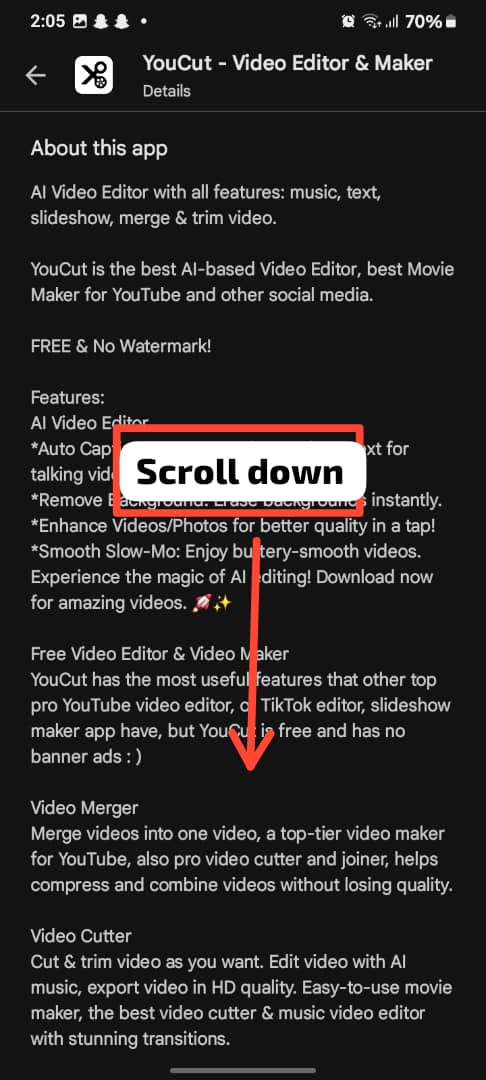 2:05
70%
YouCut - Video Editor & Maker
Details
About this app
AI Video Editor with all features: music, text,
slideshow, merge & trim video.
YouCut is the best AI-based Video Editor, best Movie
Maker for YouTube and other social media.
FREE & No Watermark!
Features:
AI Video Editor
*Auto for
talking
Scroll down
*Remove instantly.
*Enhance Videos/Photos for better quality in a tap!
*Smooth Slow-Mo: Enjoy buttery-smooth videos.
Experience the magic of AI editing! Download now
for amazing videos. 🚀✨
Free Video Editor & Video Maker
YouCut has the most useful features that other top
pro YouTube video editor, or TikTok editor, slideshow
maker app have, but YouCut is free and has no
banner ads : )
Video Merger
Merge videos into one video, a top-tier video maker
for YouTube, also pro video cutter and joiner, helps
compress and combine videos without losing quality.
Video Cutter
Cut & trim video as you want. Edit video with AI
music, export video in HD quality. Easy-to-use movie
maker, the best video cutter & music video editor
with stunning transitions.